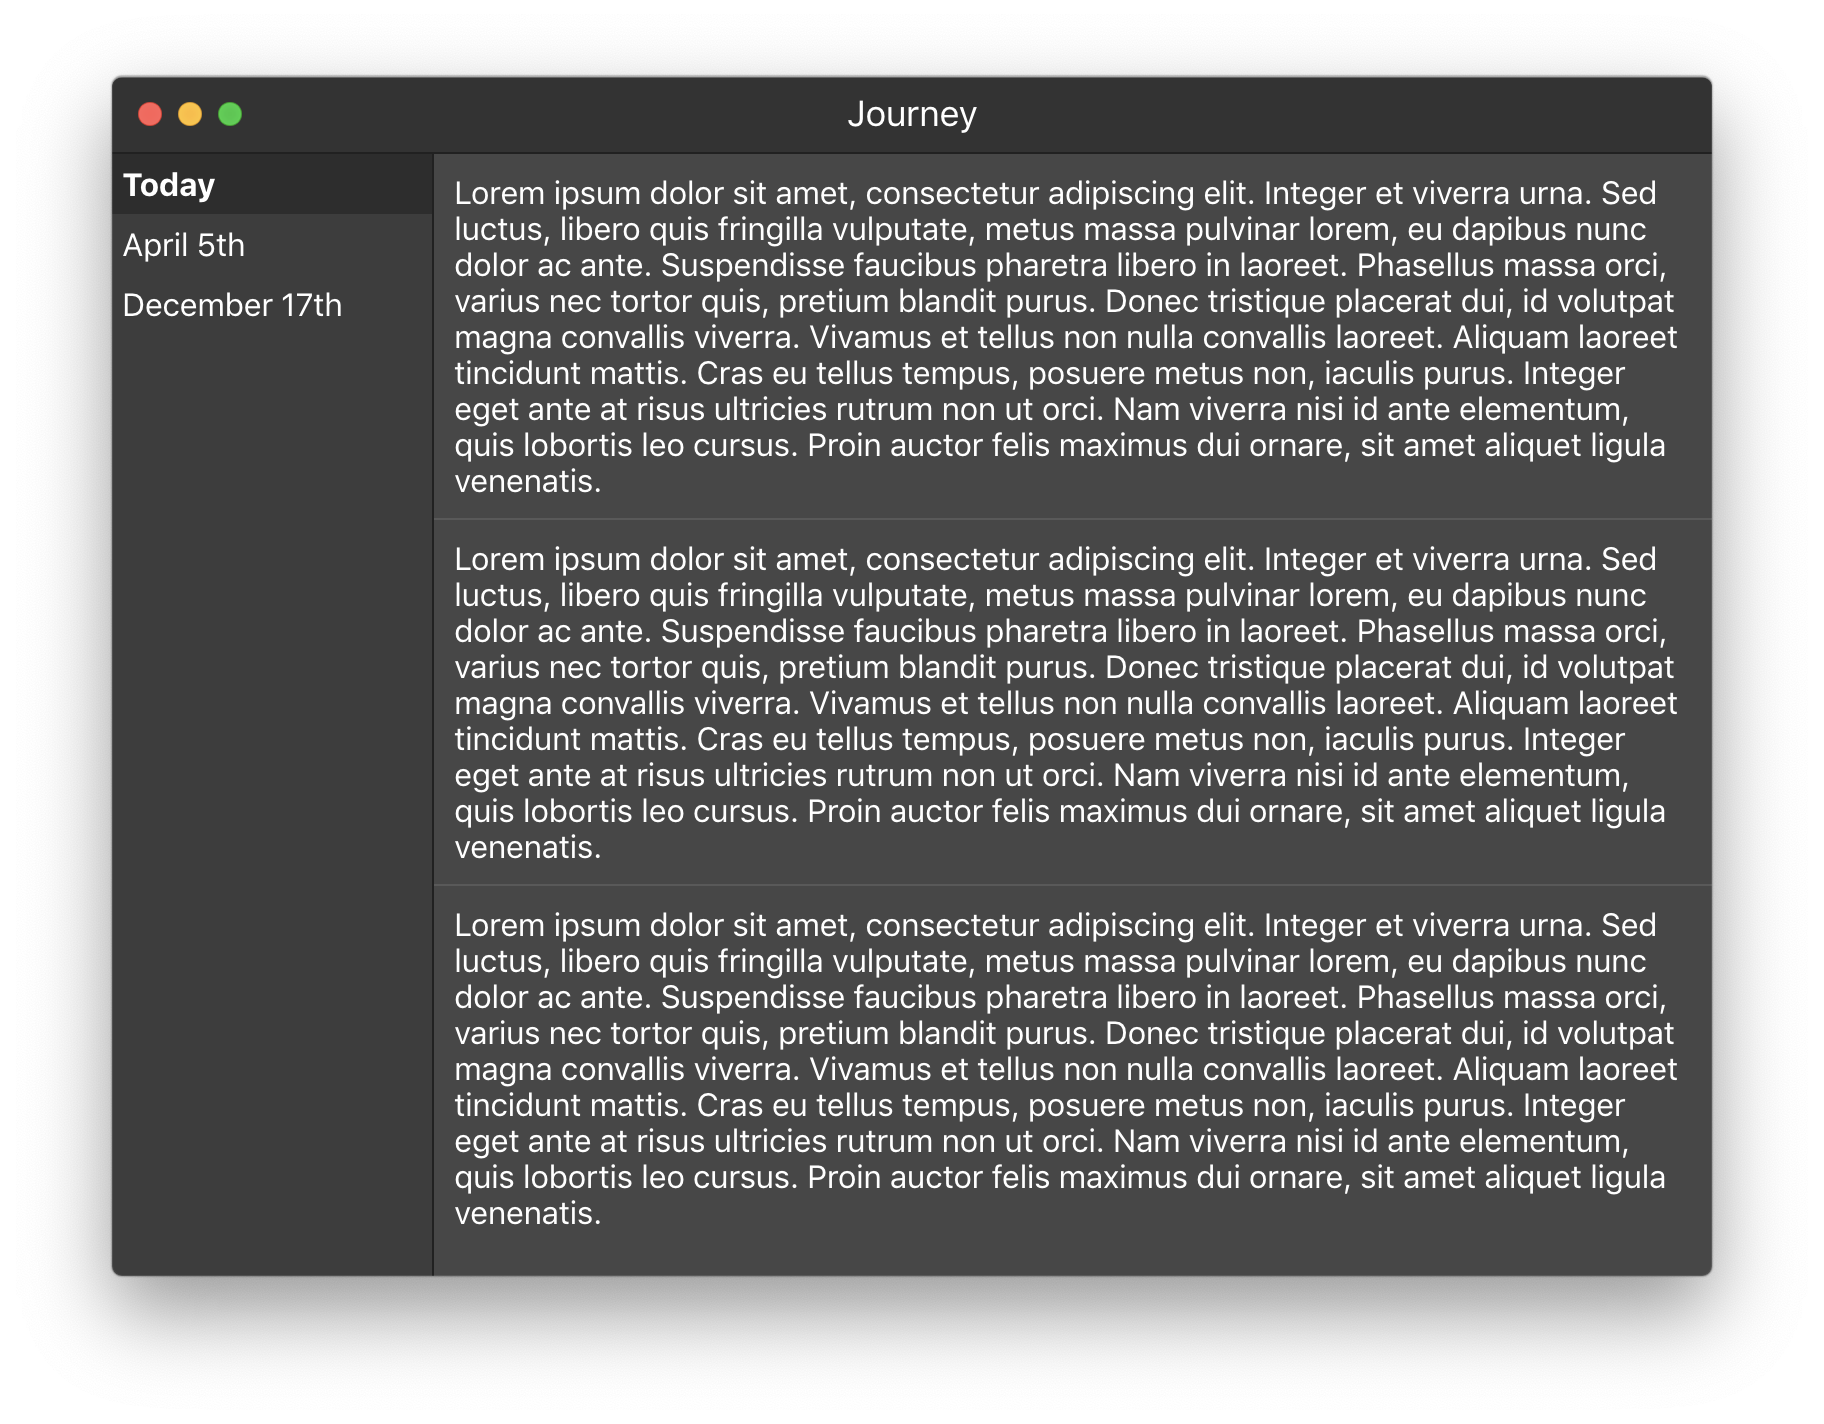 Journey
Today
April 5th
December 17th
Lorem ipsum dolor sit amet, consectetur adipiscing elit. Integer et viverra urna. Sed
luctus, libero quis fringilla vulputate, metus massa pulvinar lorem, eu dapibus nunc
dolor ac ante. Suspendisse faucibus pharetra libero in laoreet. Phasellus massa orci,
varius nec tortor quis, pretium blandit purus. Donec tristique placerat dui, id volutpat
magna convallis viverra. Vivamus et tellus non nulla convallis laoreet. Aliquam laoreet
tincidunt mattis. Cras eu tellus tempus, posuere metus non, iaculis purus. Integer
eget ante at risus ultricies rutrum non ut orci. Nam viverra nisi id ante elementum,
quis lobortis leo cursus. Proin auctor felis maximus dui ornare, sit amet aliquet ligula
venenatis.
Lorem ipsum dolor sit amet, consectetur adipiscing elit. Integer et viverra urna. Sed
luctus, libero quis fringilla vulputate, metus massa pulvinar lorem, eu dapibus nunc
dolor ac ante. Suspendisse faucibus pharetra libero in laoreet. Phasellus massa orci,
varius nec tortor quis, pretium blandit purus. Donec tristique placerat dui, id volutpat
magna convallis viverra. Vivamus et tellus non nulla convallis laoreet. Aliquam laoreet
tincidunt mattis. Cras eu tellus tempus, posuere metus non, iaculis purus. Integer
eget ante at risus ultricies rutrum non ut orci. Nam viverra nisi id ante elementum,
quis lobortis leo cursus. Proin auctor felis maximus dui ornare, sit amet aliquet ligula
venenatis.
Lorem ipsum dolor sit amet, consectetur adipiscing elit. Integer et viverra urna. Sed
luctus, libero quis fringilla vulputate, metus massa pulvinar lorem, eu dapibus nunc
dolor ac ante. Suspendisse faucibus pharetra libero in laoreet. Phasellus massa orci,
varius nec tortor quis, pretium blandit purus. Donec tristique placerat dui, id volutpat
magna convallis viverra. Vivamus et tellus non nulla convallis laoreet. Aliquam laoreet
tincidunt mattis. Cras eu tellus tempus, posuere metus non, iaculis purus. Integer
eget ante at risus ultricies rutrum non ut orci. Nam viverra nisi id ante elementum,
quis lobortis leo cursus. Proin auctor felis maximus dui ornare, sit amet aliquet ligula
venenatis.